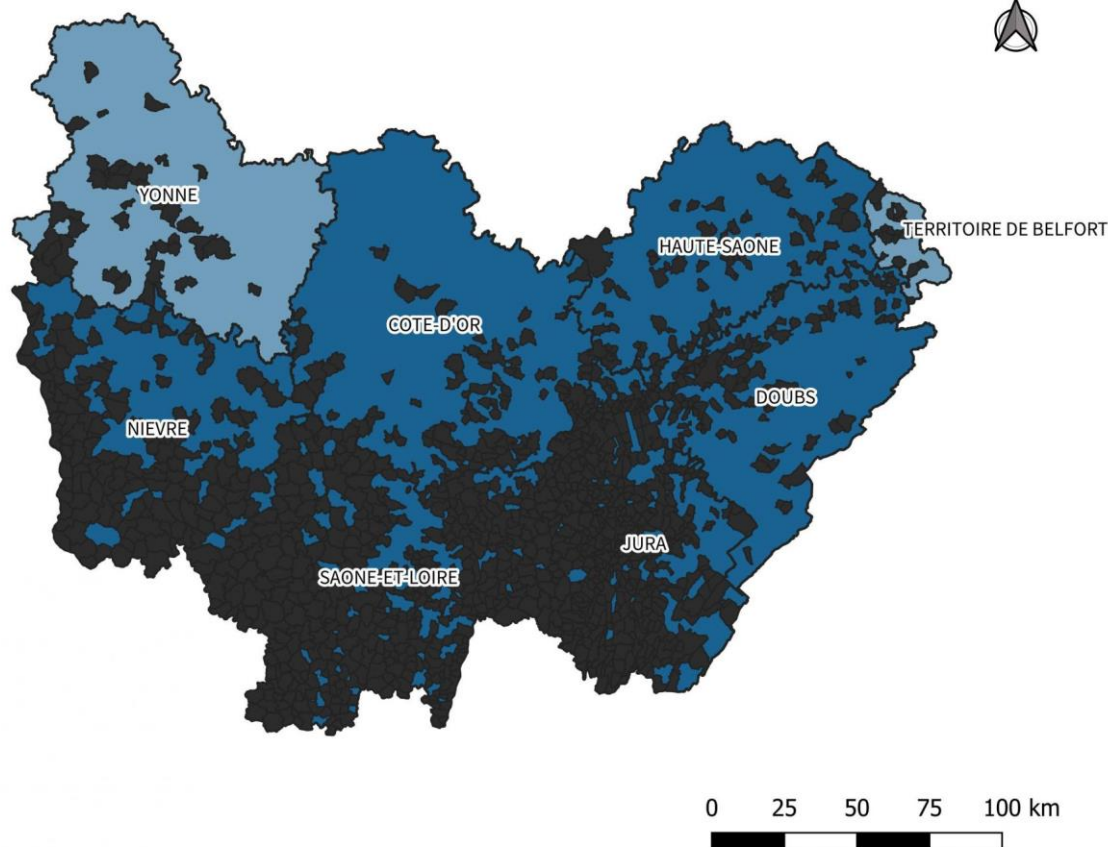 YONNE
TERRITOIRE DE BELFORT
HAUTE-SAONE
COTE-D'OR
DOUBS
NIEVRE
JURA
SAONE-ET-LOIRE
0 25 50 75 100 km